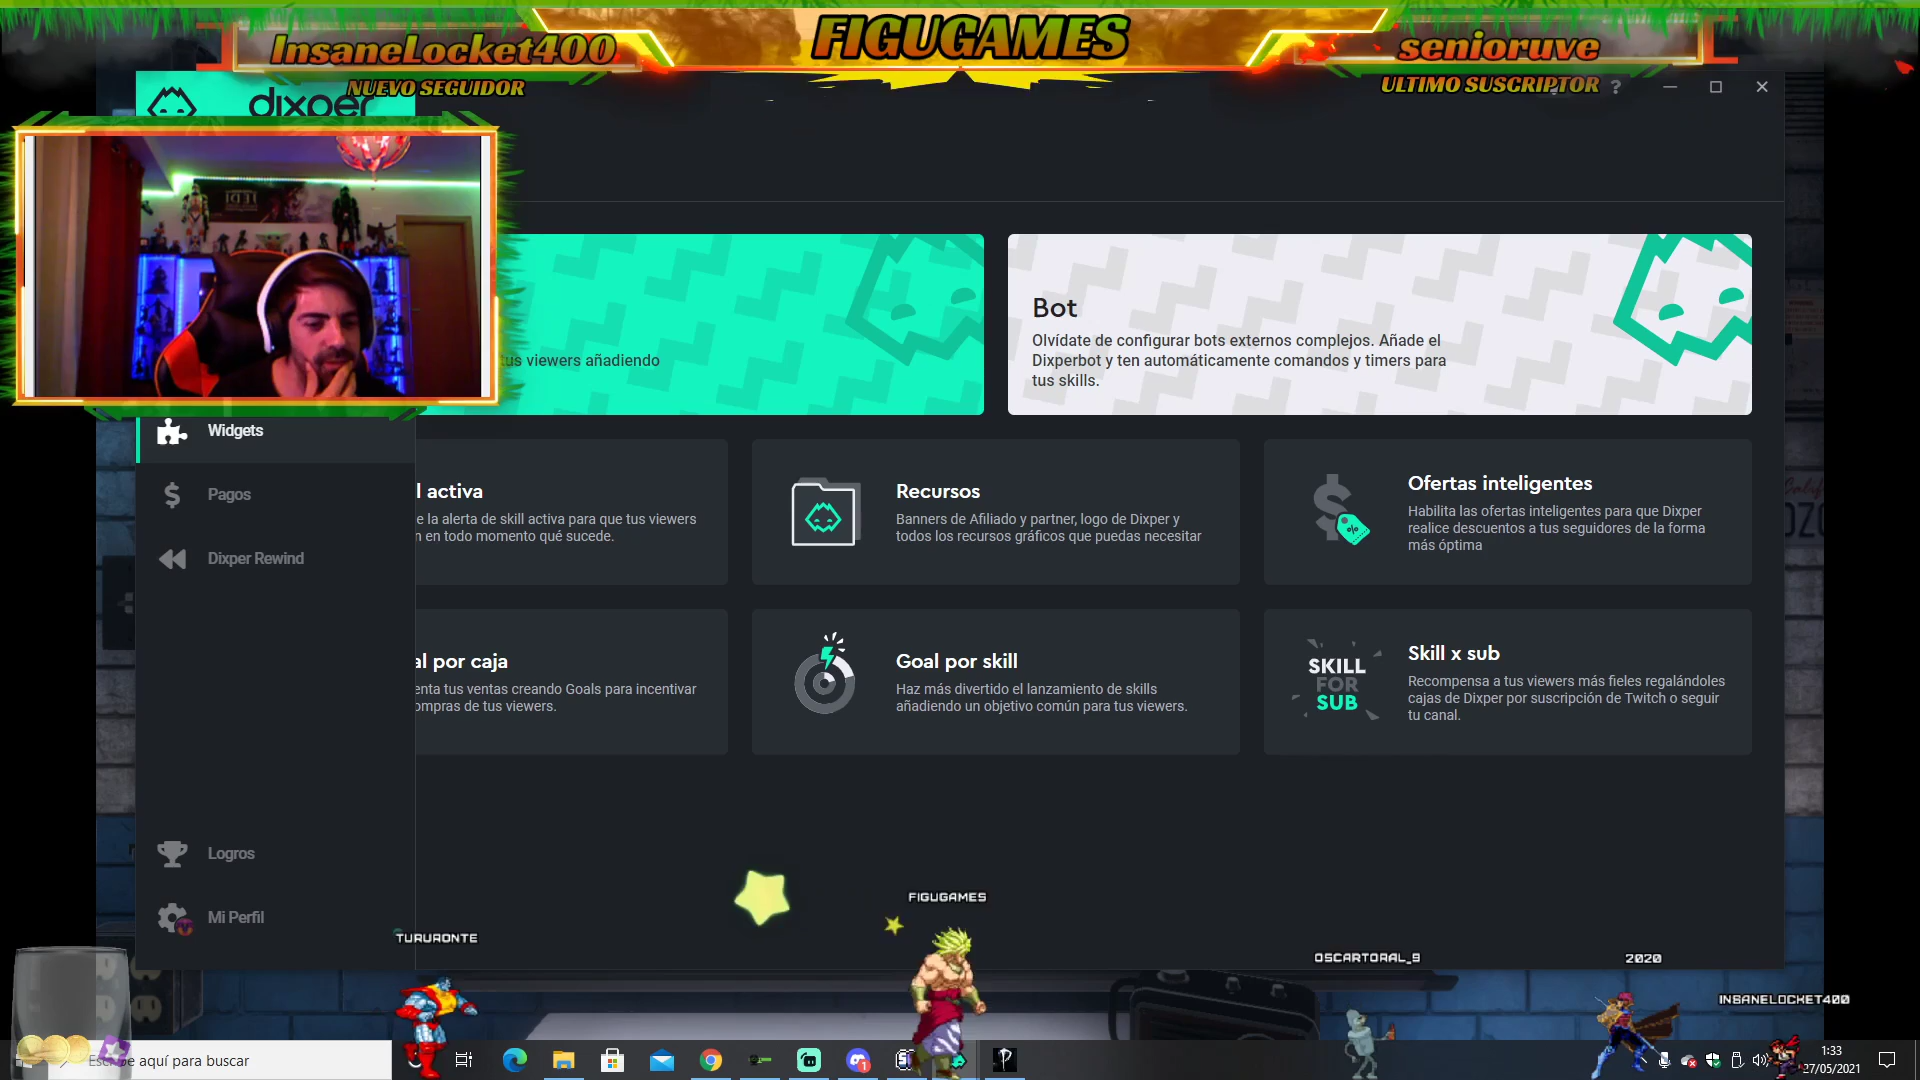 InsaneLocket400
NUEVO SEGUIDOR
FIGUGAMES
senioruve
ULTIMO SUSCRIPTOR
?
dixper
tus viewers añadiendo
Bot
Olvídate de configurar bots externos complejos. Añade el
Dixperbot y ten automáticamente comandos y timers para
tus skills.
Widgets
Pagos
Dixper Rewind
Logros
Mi Perfil
l activa
e la alerta de skill activa para que tus viewers
n en todo momento qué sucede.
Recursos
Banners de Afiliado y partner, logo de Dixper y
todos los recursos gráficos que puedas necesitar
Ofertas inteligentes
Habilita las ofertas inteligentes para que Dixper
realice descuentos a tus seguidores de la forma
más óptima
al por caja
enta tus ventas creando Goals para incentivar
ompras de tus viewers.
Goal por skill
Haz más divertido el lanzamiento de skills
añadiendo un objetivo común para tus viewers.
SKILL
FOR
SUB
Skill x sub
Recompensa a tus viewers más fieles regalándoles
cajas de Dixper por suscripción de Twitch o seguir
tu canal.
TURURONTE
FIGUGAMES
OSCARTORAL_9
2020
INSANELOCKET400
aquí para buscar
1:33
27/05/2021